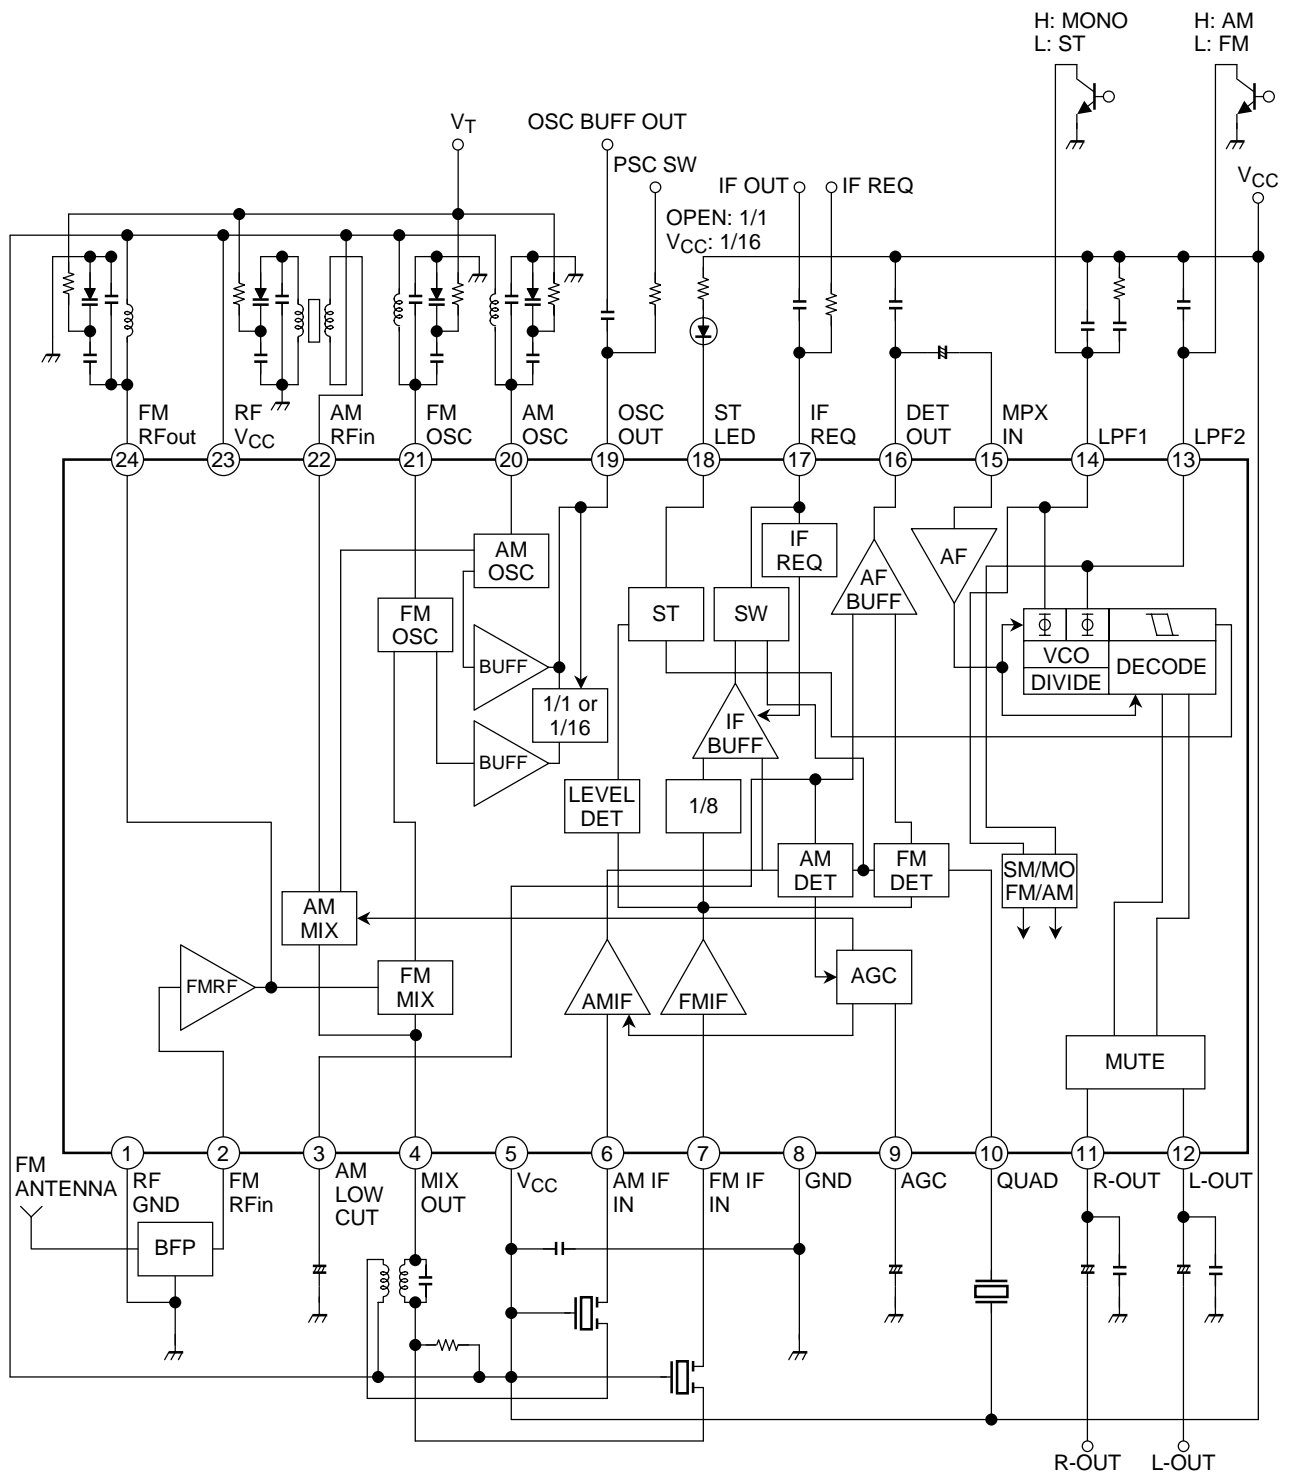 H: MONO
L: ST
H: AM
L: FM
VT
OSC BUFF OUT
PSC SW
IF OUT
IF REQ
VCC
OPEN: 1/1
VCC: 1/16
FM
RFout
RF
VCC
AM
RFin
FM
OSC
AM
OSC
OSC
OUT
ST
LED
IF
REQ
DET
OUT
MPX
IN
LPF1
LPF2
24
23
22
21
20
19
18
17
16
15
14
13
AM
OSC
IF
REQ
AF
FM
OSC
ST
SW
AF
BUFF
BUFF
VCO
DIVIDE
DECODE
1/1 or
1/16
IF
BUFF
BUFF
LEVEL
DET
1/8
AM
DET
FM
DET
SM/MO
FM/AM
AM
MIX
FMRF
FM
MIX
AMIF
FMIF
AGC
MUTE
1
2
3
4
5
6
7
8
9
10
11
12
FM
ANTENNA
RF
GND
FM
RFin
AM
LOW
CUT
MIX
OUT
VCC
AM IF
IN
FM IF
IN
GND
AGC
QUAD
R-OUT
L-OUT
BFP
R-OUT
L-OUT